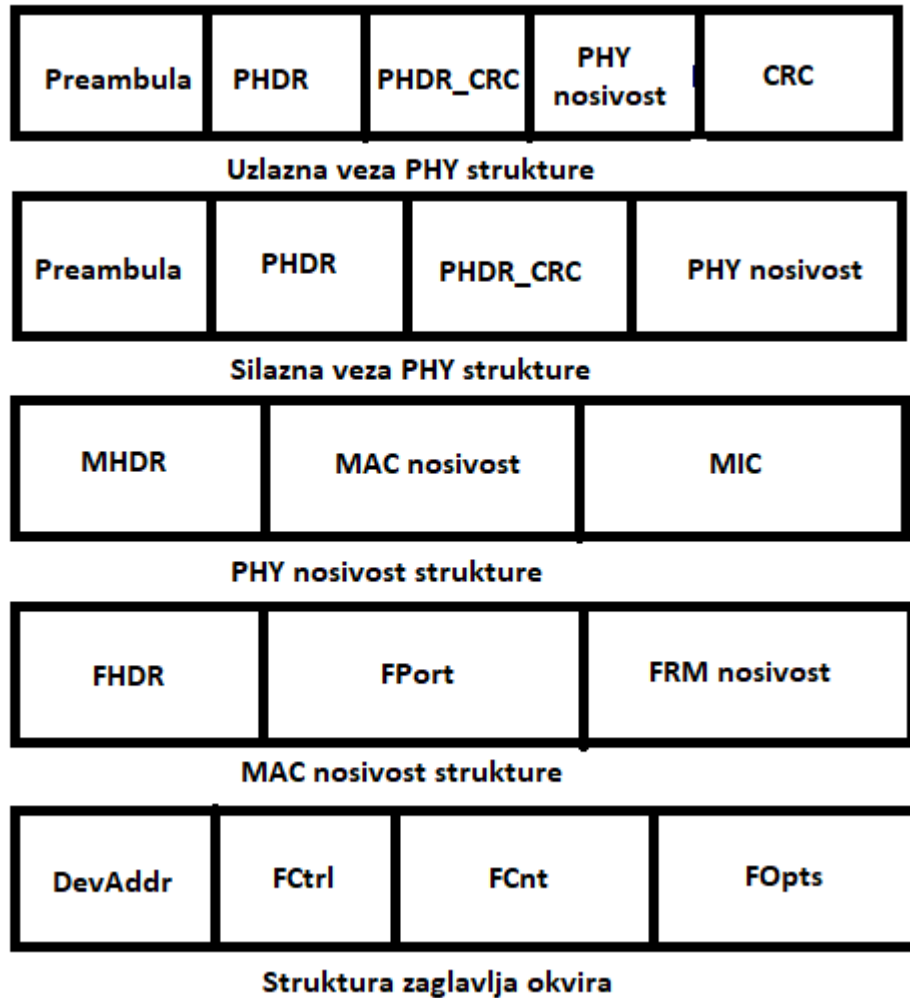 Preambula PHDR PHDR_CRC PHY nosivost CRC
Uzlazna veza PHY strukture
Preambula PHDR PHDR_CRC PHY nosivost
Silazna veza PHY strukture
MHDR MAC nosivost MIC
PHY nosivost strukture
FHDR FPort FRM nosivost
MAC nosivost strukture
DevAddr FCtrl FCnt FOpts
Struktura zaglavlja okvira